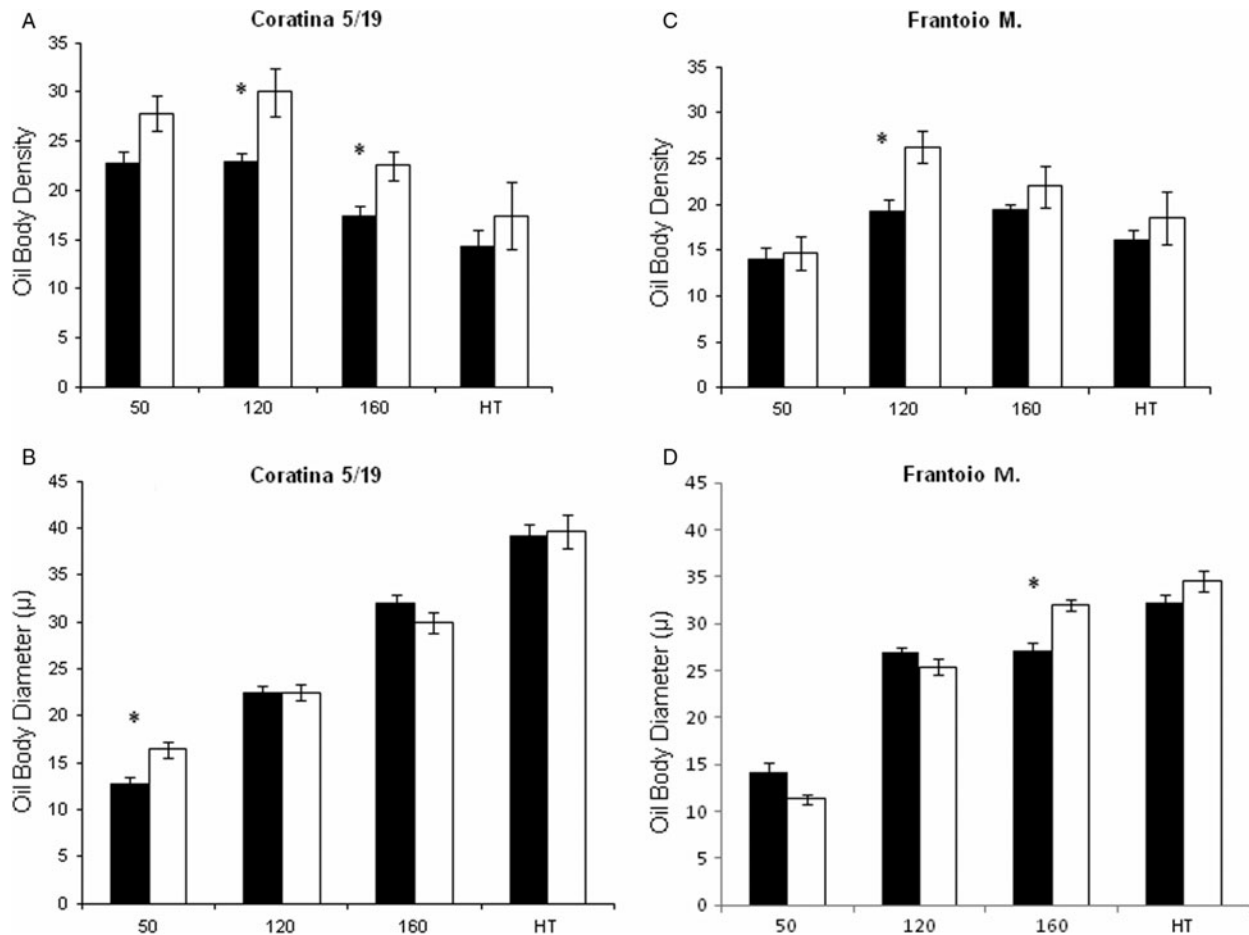 A
Coratina 5/19
Oil Body Density
35
30
25
20
15
10
5
0
*
*
50 120 160 HT
C
Frantoio M.
Oil Body Density
35
30
25
20
15
10
5
0
*
50 120 160 HT
B
Coratina 5/19
Oil Body Diameter (µ)
45
40
35
30
25
20
15
10
5
0
*
50 120 160 HT
D
Frantoio M.
Oil Body Diameter (µ)
45
40
35
30
25
20
15
10
5
0
*
50 120 160 HT